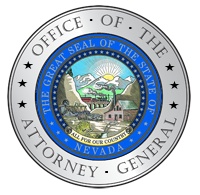 OFFICE · OF · THE
ATTORNEY · GENERAL
THE GREAT SEAL OF THE STATE OF
NEVADA
ALL FOR OUR COUNTRY